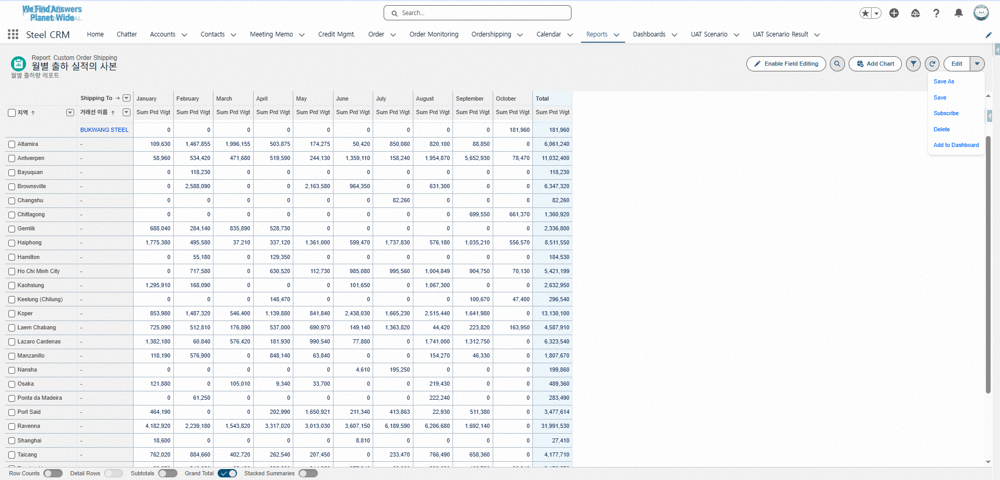 We Find Answers
Planet Wide
Search...
Steel CRM Home Chatter Accounts Contacts Meeting Memo Credit Mgmt. Order Order Monitoring Ordershipping Calendar Reports Dashboards UAT Scenario UAT Scenario Result
Report: Custom Order Shipping
월별 출하 실적의 사본
월별 출하량 레포트
Enable Field Editing Add Chart Edit
Save As
Save
Subscribe
Delete
Add to Dashboard
Shipping To → January February March April May June July August September October Total
지역 ↑ 거래선 이름 ↑ Sum Prd Wgt Sum Prd Wgt Sum Prd Wgt Sum Prd Wgt Sum Prd Wgt Sum Prd Wgt Sum Prd Wgt Sum Prd Wgt Sum Prd Wgt Sum Prd Wgt Sum Prd Wgt
BUKWANG STEEL 0 0 0 0 0 0 0 0 0 181,960 181,960
Altamira - 109,630 1,467,855 1,996,155 503,875 174,275 50,420 850,080 820,100 88,850 0 6,061,240
Antwerpen - 58,960 534,420 471,680 519,590 244,130 1,359,110 158,240 1,954,870 5,652,930 78,470 11,032,400
Bayuquan - 0 118,230 0 0 0 0 0 0 0 0 118,230
Brownsville - 0 2,588,090 0 0 2,163,580 964,350 0 631,300 0 0 6,347,320
Changshu - 0 0 0 0 0 0 82,260 0 0 0 82,260
Chittagong - 0 0 0 0 0 0 0 0 699,550 661,370 1,360,920
Gemlik - 688,040 284,140 835,890 528,730 0 0 0 0 0 0 2,336,800
Haiphong - 1,775,380 495,580 37,210 337,120 1,361,000 599,470 1,737,830 576,180 1,035,210 556,570 8,511,550
Hamilton - 0 55,180 0 129,350 0 0 0 0 0 0 184,530
Ho Chi Minh City - 0 717,580 0 630,520 112,730 985,080 995,560 1,004,849 904,750 70,130 5,421,199
Kaohsiung - 1,295,910 168,090 0 0 0 101,650 0 1,067,300 0 0 2,632,950
Keelung (Chilung) - 0 0 0 148,470 0 0 0 0 100,670 47,400 296,540
Koper - 853,980 1,487,320 546,400 1,139,880 841,840 2,438,030 1,665,230 2,515,440 1,641,980 0 13,130,100
Laem Chabang - 725,090 512,810 176,890 537,000 690,970 149,140 1,363,820 44,420 223,820 163,950 4,587,910
Lazaro Cardenas - 1,382,180 60,840 576,420 181,930 990,540 77,880 0 1,741,000 1,312,750 0 6,323,540
Manzanillo - 118,190 576,900 0 848,140 63,840 0 0 154,270 46,330 0 1,807,670
Nansha - 0 0 0 0 0 4,610 195,250 0 0 0 199,860
Osaka - 121,880 0 105,010 9,340 33,700 0 0 219,430 0 0 489,360
Ponta da Madeira - 0 61,250 0 0 0 0 0 222,240 0 0 283,490
Port Said - 464,190 0 0 202,990 1,650,921 211,340 413,863 22,930 511,380 0 3,477,614
Ravenna - 4,182,920 2,239,180 1,543,820 3,317,020 3,013,030 3,607,150 6,189,590 6,206,680 1,692,140 0 31,991,530
Shanghai - 18,600 0 0 0 0 8,810 0 0 0 0 27,410
Taicang - 762,020 884,660 402,720 262,540 207,450 0 233,470 766,490 658,360 0 4,177,710
Row Counts Detail Rows Subtotals Grand Total Stacked Summaries